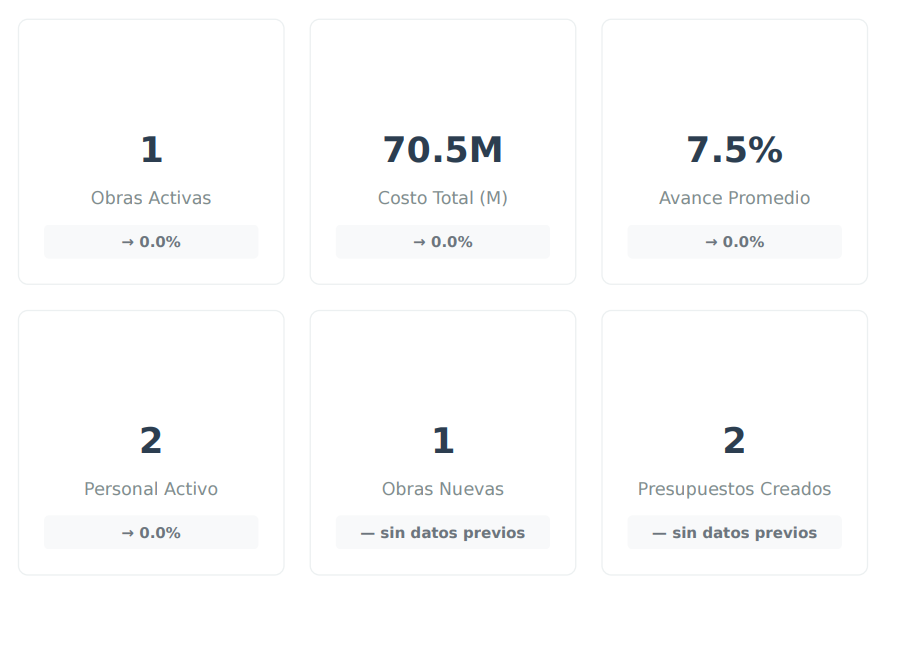 1
Obras Activas
→ 0.0%
70.5M
Costo Total (M)
→ 0.0%
7.5%
Avance Promedio
→ 0.0%
2
Personal Activo
→ 0.0%
1
Obras Nuevas
— sin datos previos
2
Presupuestos Creados
— sin datos previos